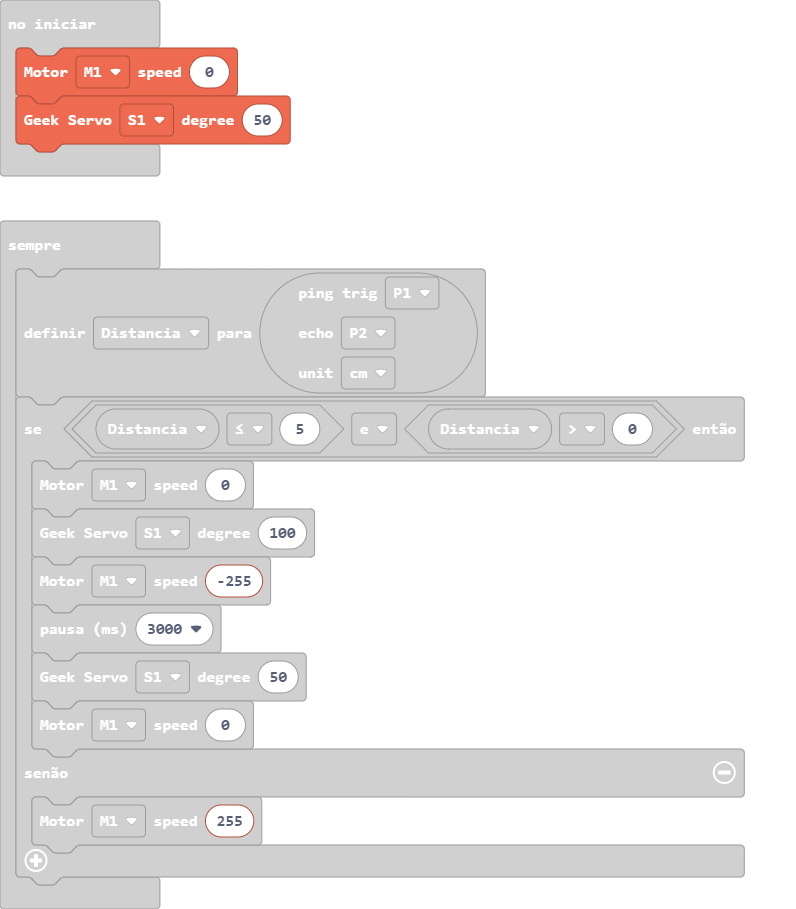 no iniciar
Motor M1 speed 0
Geek Servo S1 degree 50
sempre
definir Distancia para ping trig P1
echo P2
unit cm
se Distancia ≤ 5 e Distancia > 0 então
Motor M1 speed 0
Geek Servo S1 degree 100
Motor M1 speed -255
pausa (ms) 3000
Geek Servo S1 degree 50
Motor M1 speed 0
senão
Motor M1 speed 255